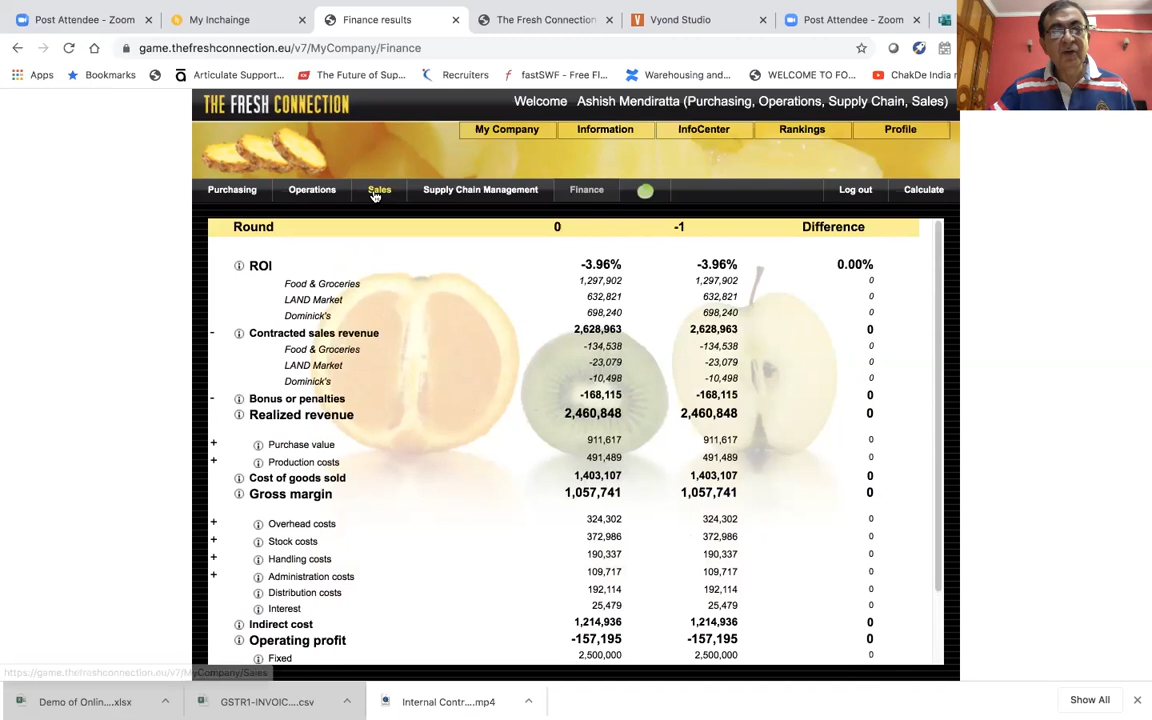 Post Attendee - Zoom
My Inchainge
Finance results
The Fresh Connection
Vyond Studio
Post Attendee - Zoom
game.thefreshconnection.eu/v7/MyCompany/Finance
Apps
Bookmarks
Articulate Support...
The Future of Sup...
Recruiters
fastSWF - Free Fl...
Warehousing and...
WELCOME TO FO...
ChakDe India r
THE FRESH CONNECTION
Welcome Ashish Mendiratta (Purchasing, Operations, Supply Chain, Sales)
My Company Information InfoCenter Rankings Profile
Purchasing Operations Sales Supply Chain Management Finance Log out Calculate
Round 0 -1 Difference
ROI -3.96% -3.96% 0.00%
Food & Groceries 1,297,902 1,297,902 0
LAND Market 632,821 632,821 0
Dominick's 698,240 698,240 0
- Contracted sales revenue 2,628,963 2,628,963 0
Food & Groceries -134,538 -134,538 0
LAND Market -23,079 -23,079 0
Dominick's -10,498 -10,498 0
- Bonus or penalties -168,115 -168,115 0
Realized revenue 2,460,848 2,460,848 0
+ Purchase value 911,617 911,617 0
+ Production costs 491,489 491,489 0
Cost of goods sold 1,403,107 1,403,107 0
Gross margin 1,057,741 1,057,741 0
+ Overhead costs 324,302 324,302 0
+ Stock costs 372,986 372,986 0
+ Handling costs 190,337 190,337 0
+ Administration costs 109,717 109,717 0
Distribution costs 192,114 192,114 0
Interest 25,479 25,479 0
Indirect cost 1,214,936 1,214,936 0
Operating profit -157,195 -157,195 0
Fixed 2,500,000 2,500,000 0
https://game.thefreshconnection.eu/v7/MyCompany/Sales
Demo of Onlin....xlsx
GSTR1-INVOIC....csv
Internal Contr....mp4
Show All